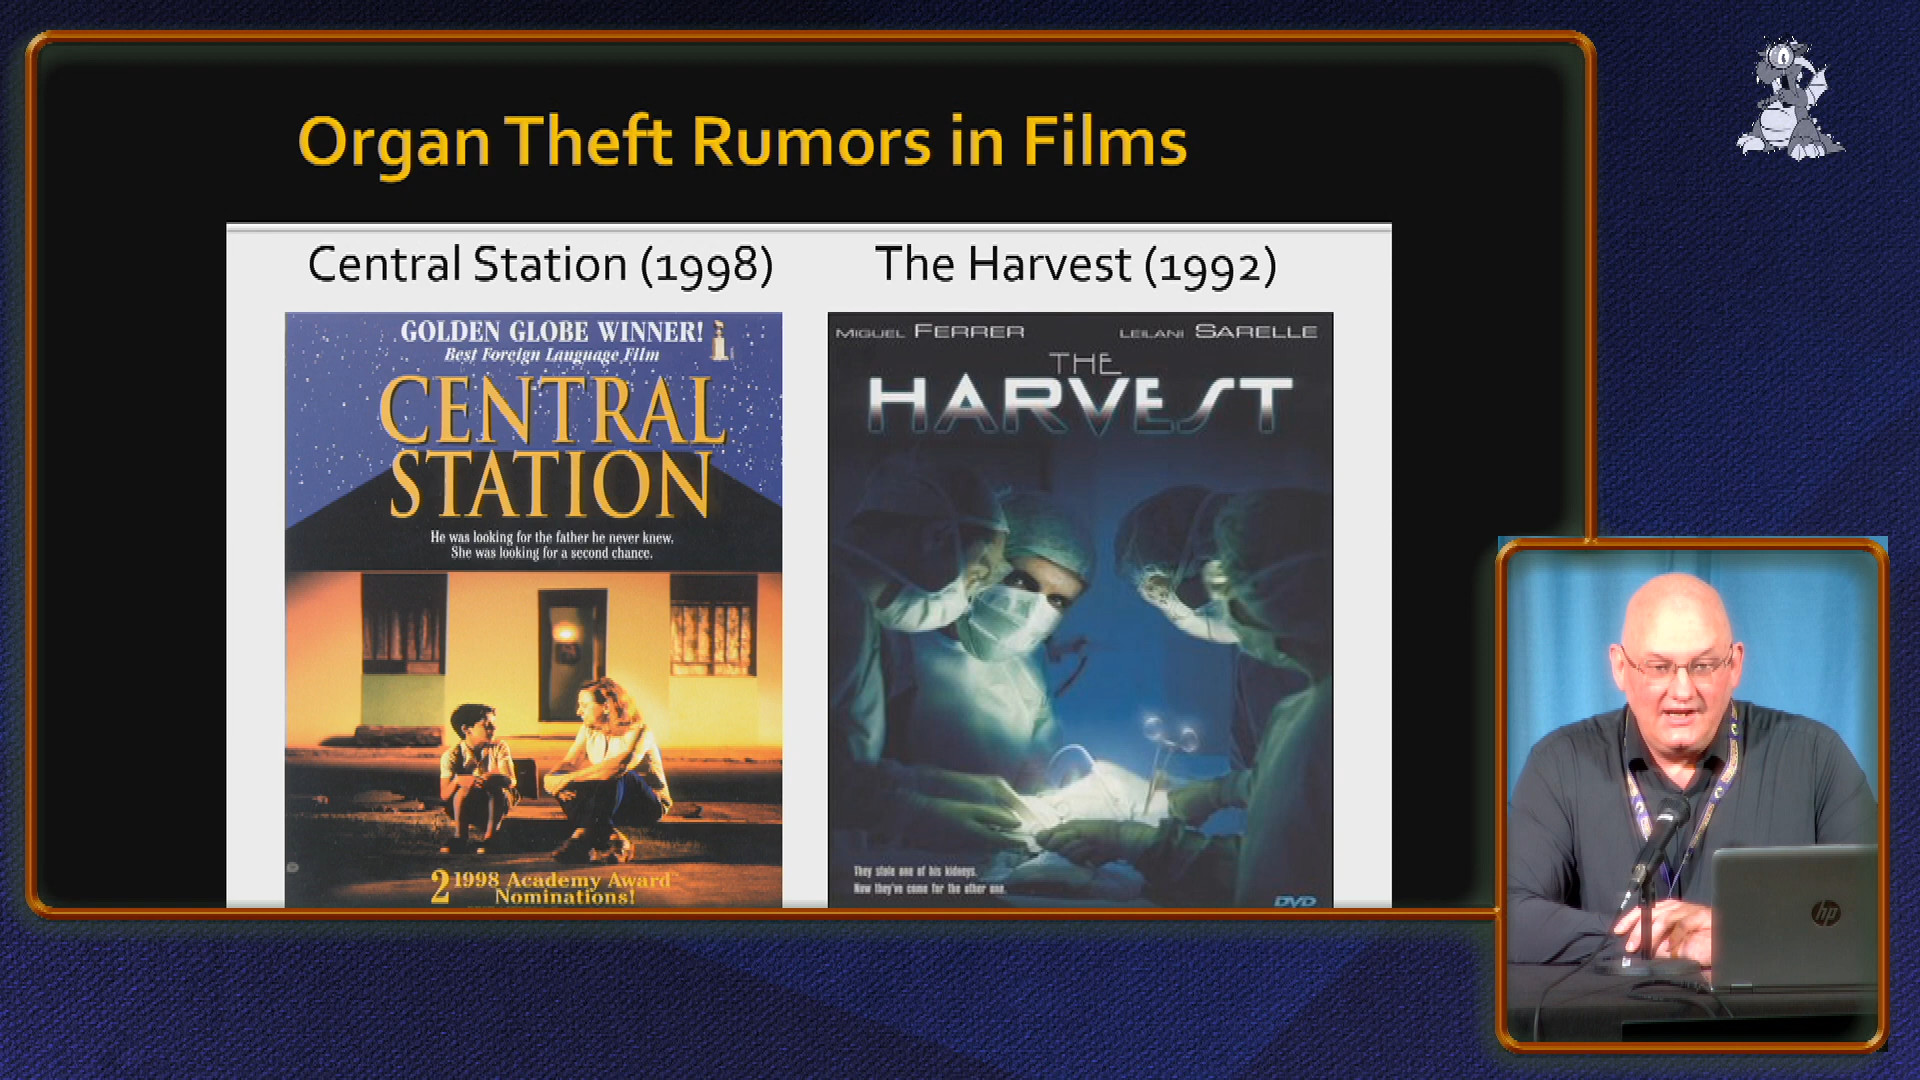 Organ Theft Rumors in Films
Central Station (1998)
The Harvest (1992)
GOLDEN GLOBE WINNER!
Best Foreign Language Film
CENTRAL
STATION
He was looking for the father he never knew.
She was looking for a second chance.
2 1998 Academy Award
Nominations!
MIGUEL FERRER
LEILANI SARELLE
THE
HARVEST
They stole one of his kidneys.
Now they've come for the other one.
DVD
hp